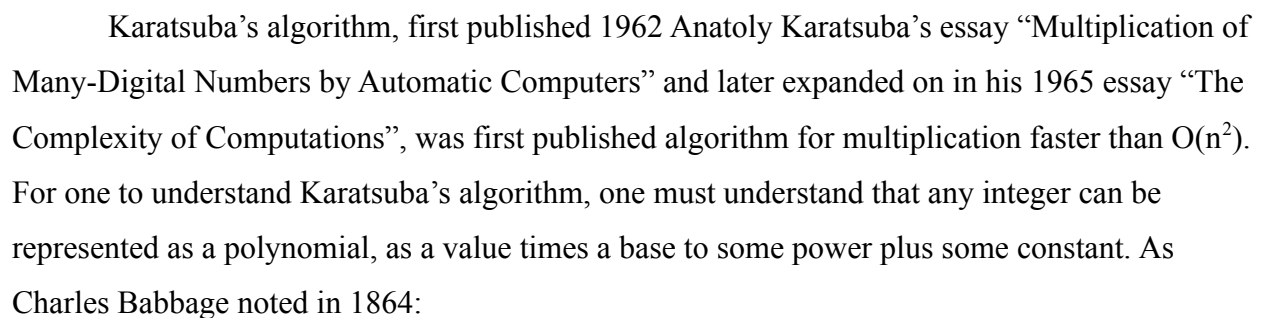 Karatsuba’s algorithm, first published 1962 Anatoly Karatsuba’s essay “Multiplication of
Many-Digital Numbers by Automatic Computers” and later expanded on in his 1965 essay “The
Complexity of Computations”, was first published algorithm for multiplication faster than O(n²).
For one to understand Karatsuba’s algorithm, one must understand that any integer can be
represented as a polynomial, as a value times a base to some power plus some constant. As
Charles Babbage noted in 1864: